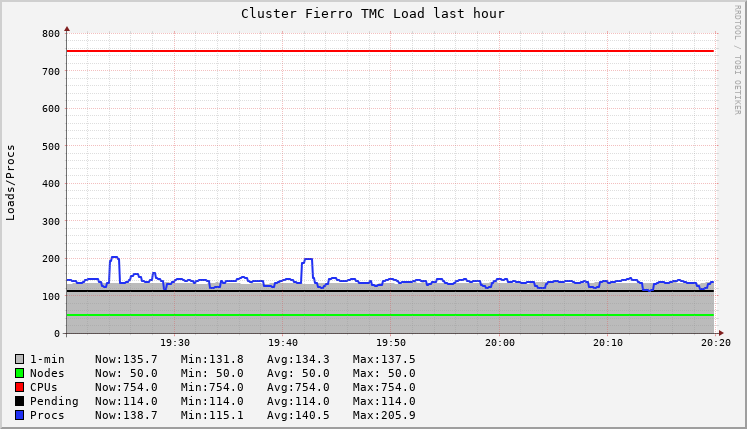 Cluster Fierro TMC Load last hour
RRDTOOL / TOBI OETIKER
Loads/Procs
800
700
600
500
400
300
200
100
0
19:30 19:40 19:50 20:00 20:10 20:20
1-min Now:135.7 Min:131.8 Avg:134.3 Max:137.5
Nodes Now: 50.0 Min: 50.0 Avg: 50.0 Max: 50.0
CPUs Now:754.0 Min:754.0 Avg:754.0 Max:754.0
Pending Now:114.0 Min:114.0 Avg:114.0 Max:114.0
Procs Now:138.7 Min:115.1 Avg:140.5 Max:205.9